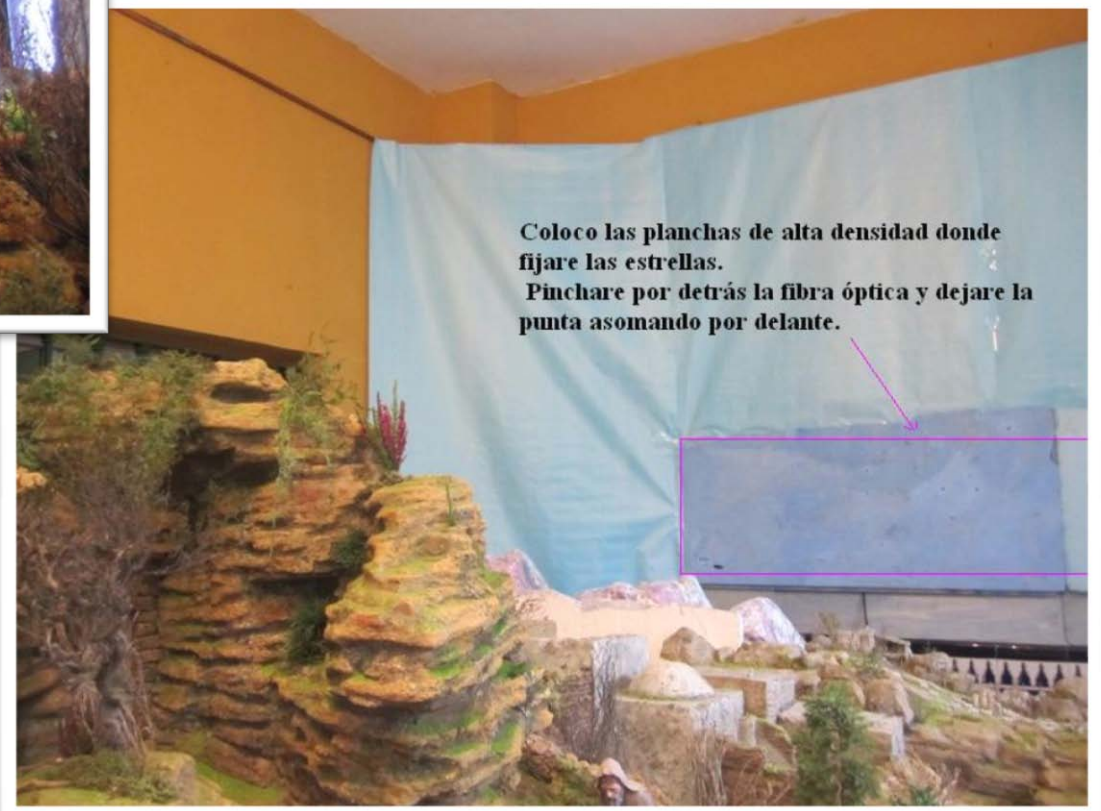 Coloco las planchas de alta densidad donde
fijare las estrellas.
Pinchare por detrás la fibra óptica y dejare la
punta asomando por delante.